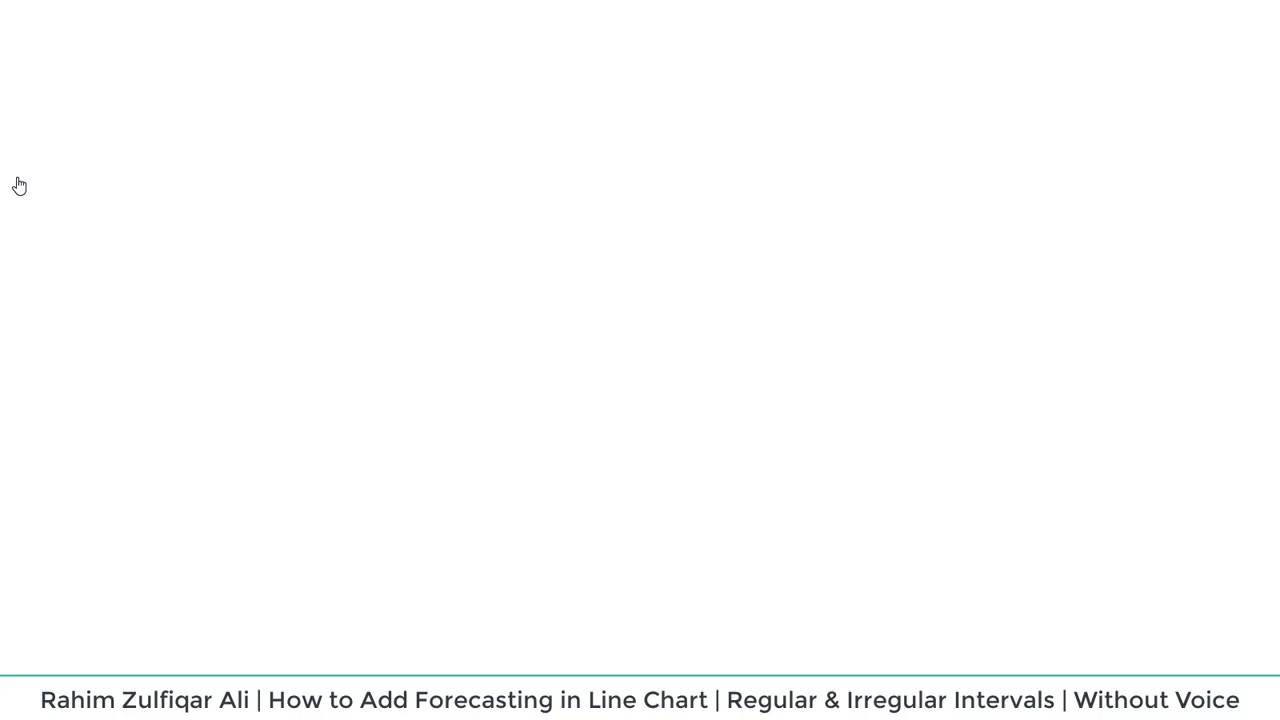 Rahim Zulfiqar Ali | How to Add Forecasting in Line Chart | Regular & Irregular Intervals | Without Voice